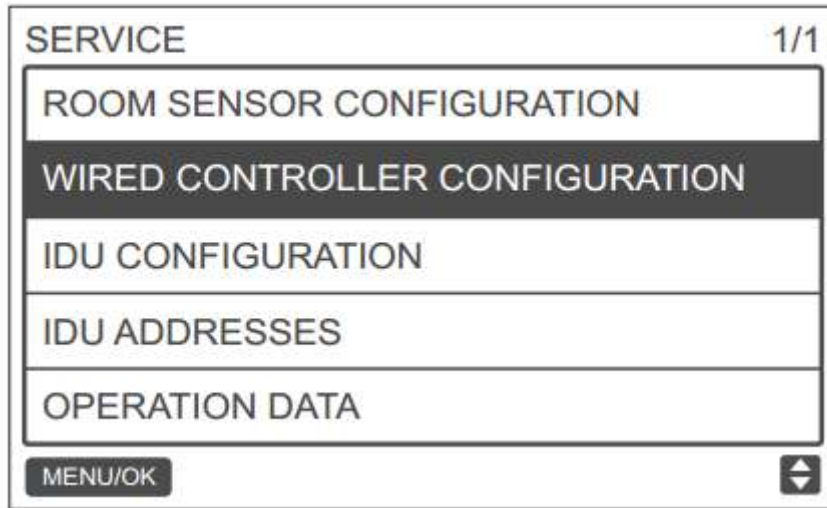 SERVICE 1/1
ROOM SENSOR CONFIGURATION
WIRED CONTROLLER CONFIGURATION
IDU CONFIGURATION
IDU ADDRESSES
OPERATION DATA
MENU/OK